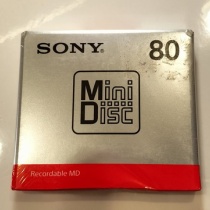 SONY 80
Mini
Disc
Recordable MD